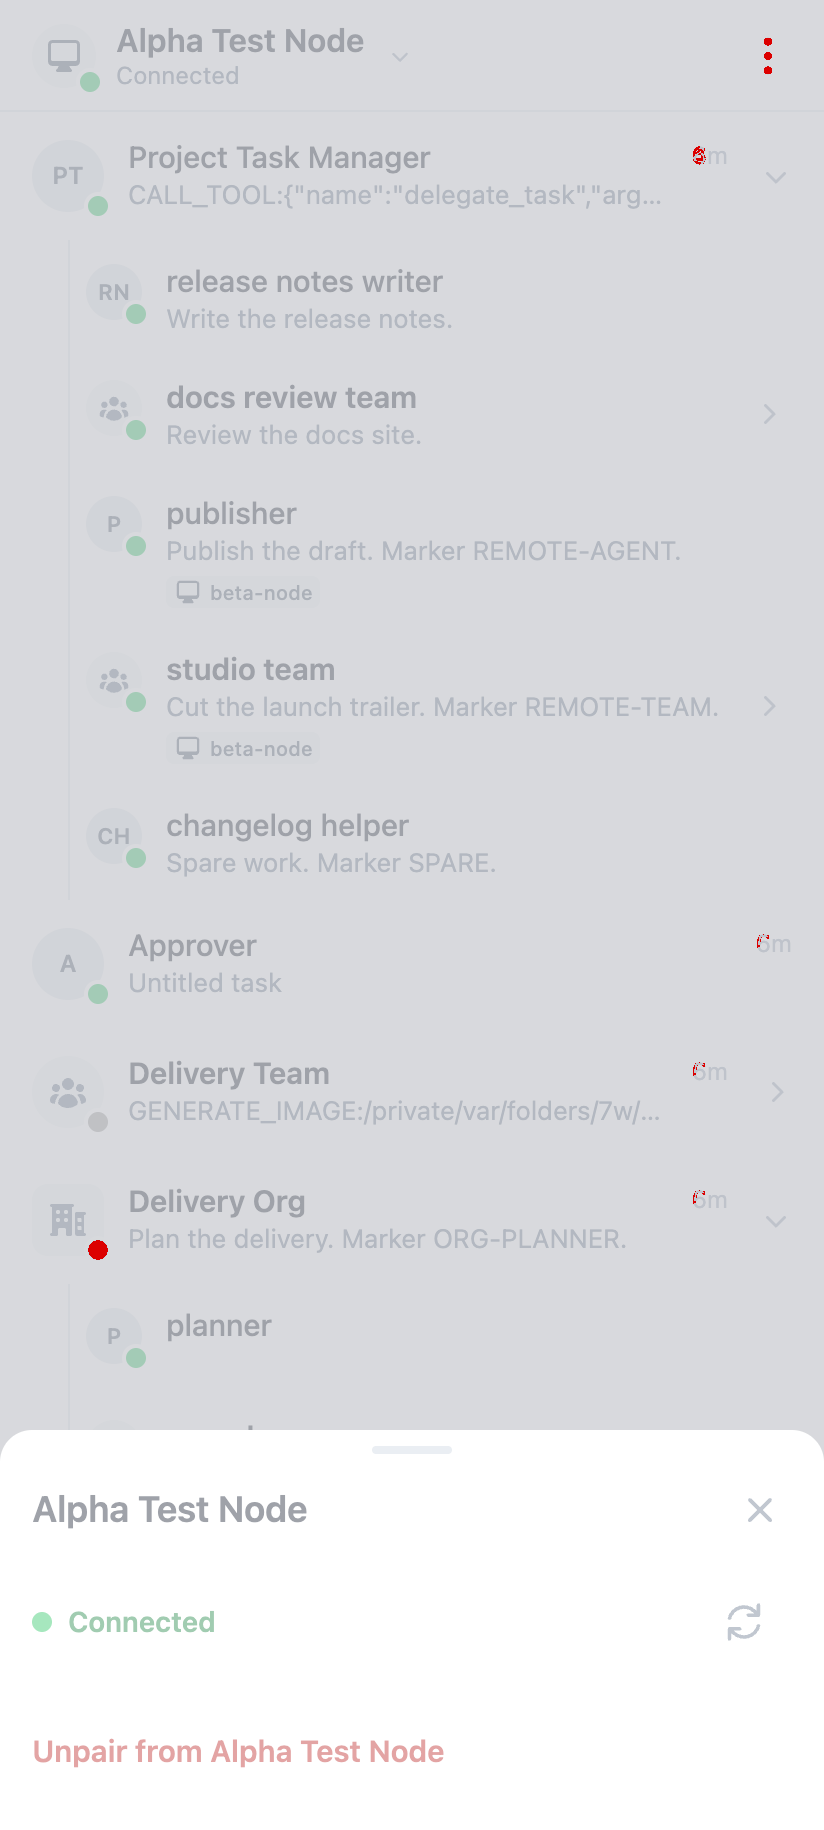 Alpha Test Node
Connected
PT
Project Task Manager
CALL_TOOL:{"name":"delegate_task","arg...
RN
release notes writer
Write the release notes.
docs review team
Review the docs site.
P
publisher
Publish the draft. Marker REMOTE-AGENT.
beta-node
studio team
Cut the launch trailer. Marker REMOTE-TEAM.
beta-node
CH
changelog helper
Spare work. Marker SPARE.
A
Approver
Untitled task
Delivery Team
GENERATE_IMAGE:/private/var/folders/7w/...
Delivery Org
Plan the delivery. Marker ORG-PLANNER.
P
planner
Alpha Test Node
Connected
Unpair from Alpha Test Node